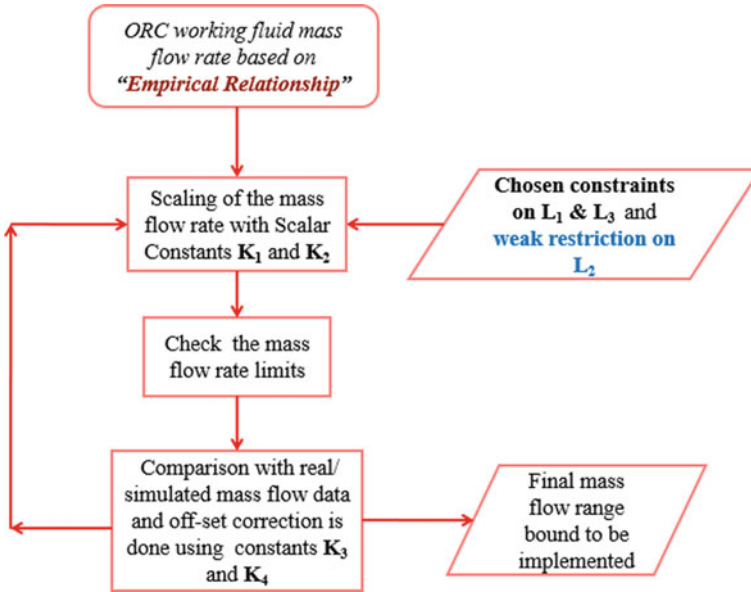 ORC working fluid mass
flow rate based on
“Empirical Relationship”
Scaling of the mass
flow rate with Scalar
Constants K₁ and K₂
Chosen constraints
on L₁ & L₃ and
weak restriction on
L₂
Check the mass
flow rate limits
Comparison with real/
simulated mass flow data
and off-set correction is
done using constants K₃
and K₄
Final mass
flow range
bound to be
implemented